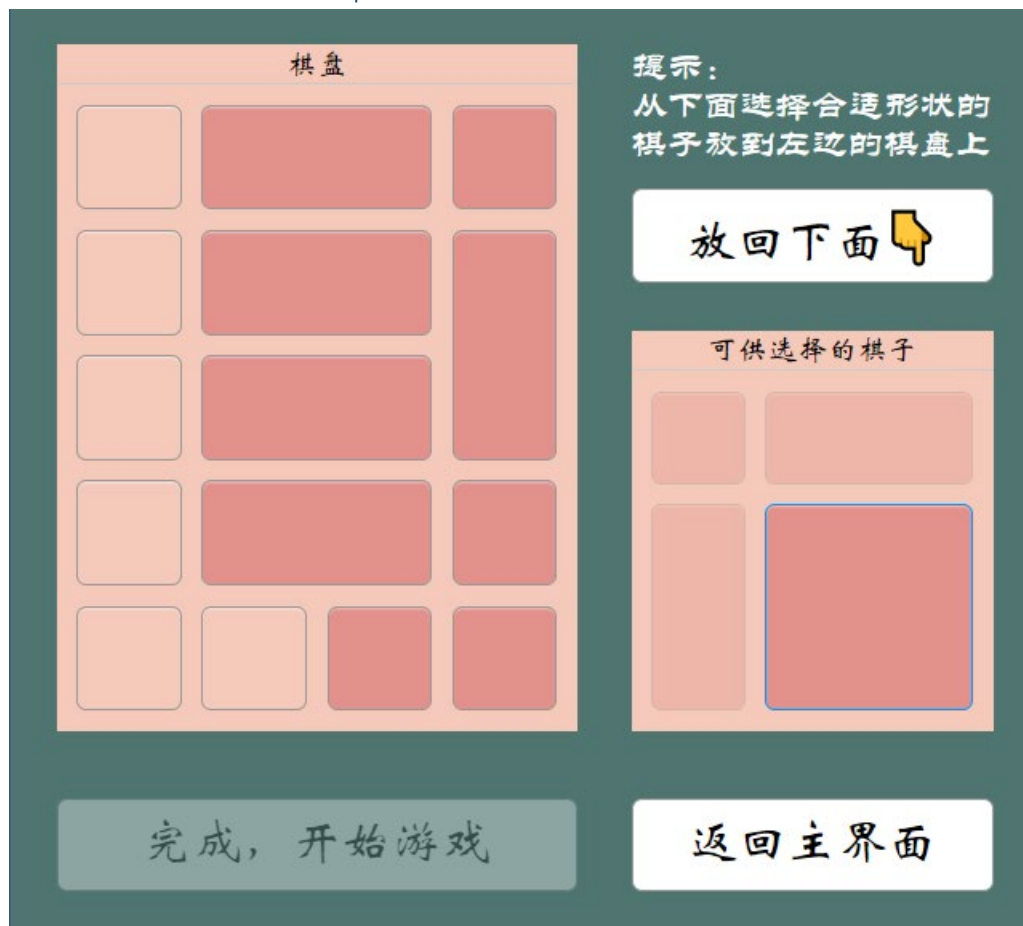 棋盘
提示：
从下面选择合适形状的
棋子放到左边的棋盘上
放回下面👇
可供选择的棋子
完成，开始游戏
返回主界面